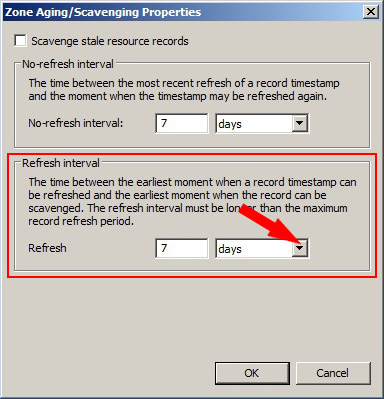 Zone Aging/Scavenging Properties
Scavenge stale resource records
No-refresh interval
The time between the most recent refresh of a record timestamp
and the moment when the timestamp may be refreshed again.
No-refresh interval: 7 days
Refresh interval
The time between the earliest moment when a record timestamp can
be refreshed and the earliest moment when the record can be
scavenged. The refresh interval must be longer than the maximum
record refresh period.
Refresh 7 days
OK Cancel